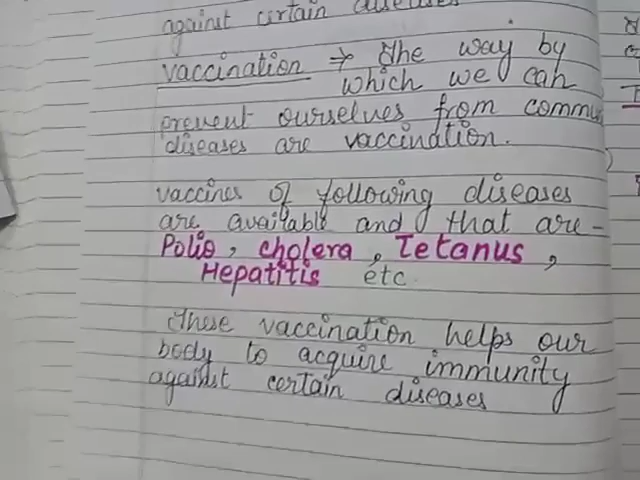 against certain diseases
vaccination → The way by
which we can
prevent ourselves from commu
diseases are vaccination.
vaccines of following diseases
are available and that are -
Polio, cholera, Tetanus,
Hepatitis etc.
These vaccination helps our
body to acquire immunity
against certain diseases